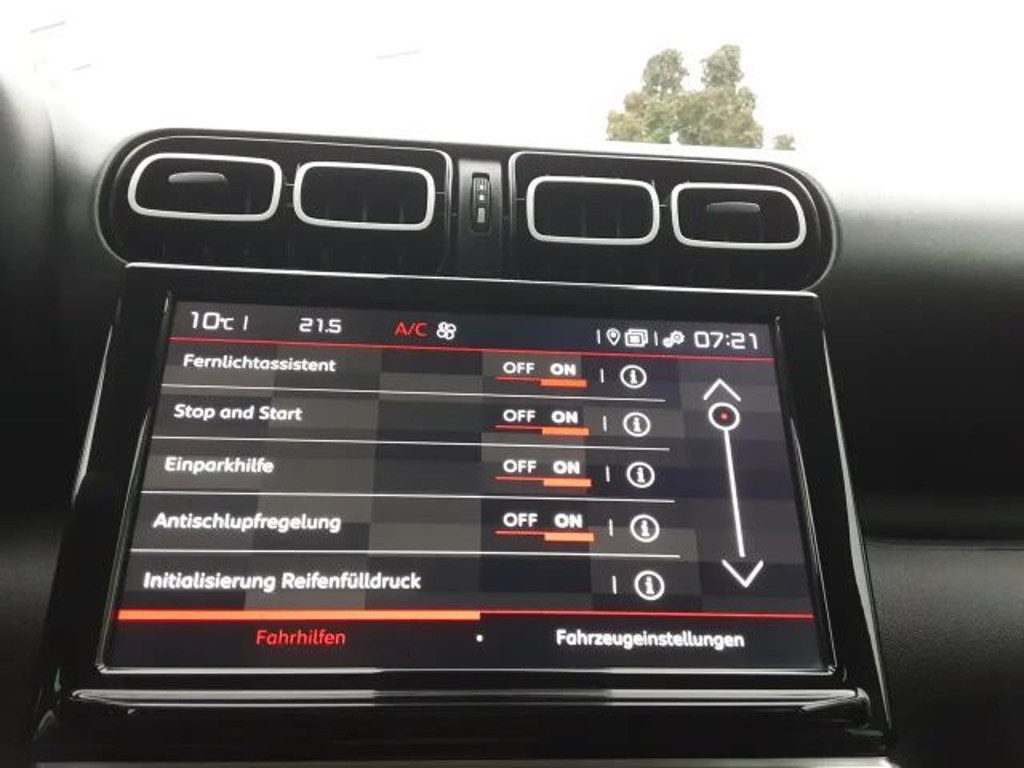 10°C 21.5 A/C 07:21
Fernlichtassistent OFF ON
Stop and Start OFF ON
Einparkhilfe OFF ON
Antischlupfregelung OFF ON
Initialisierung Reifenfülldruck
Fahrhilfen Fahrzeugeinstellungen